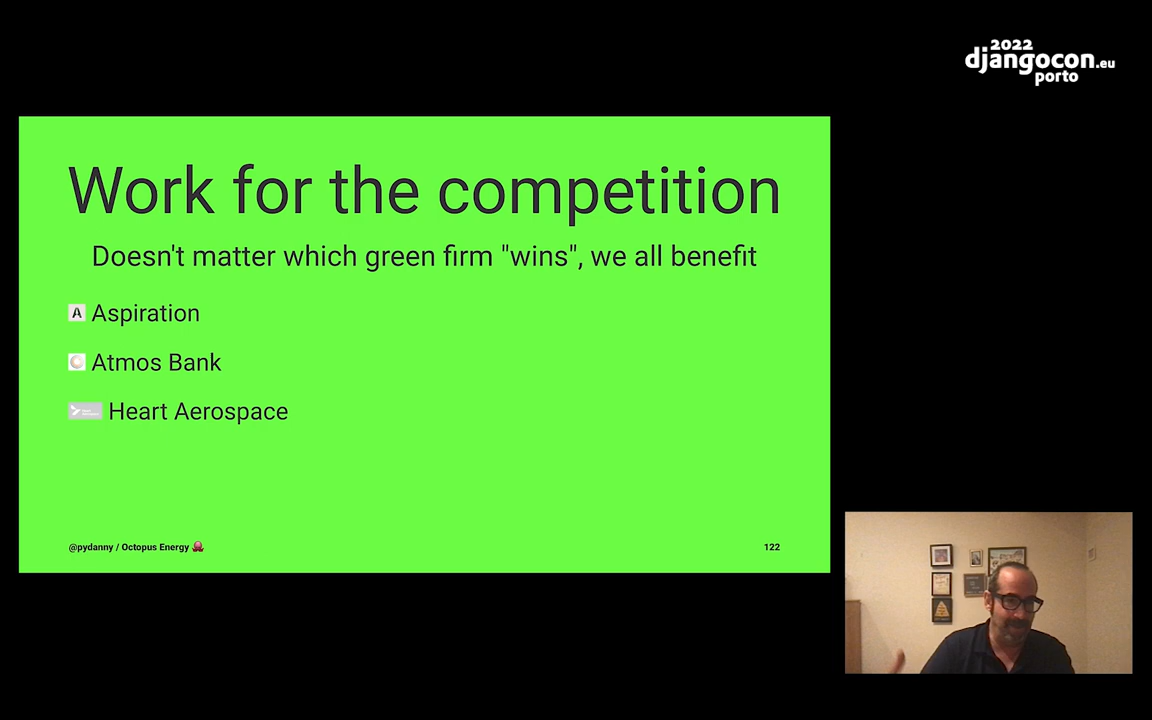 2022
djangocon.eu
porto
Work for the competition
Doesn't matter which green firm "wins", we all benefit
A Aspiration
Atmos Bank
Heart Aerospace
@pydanny / Octopus Energy 🐙
122